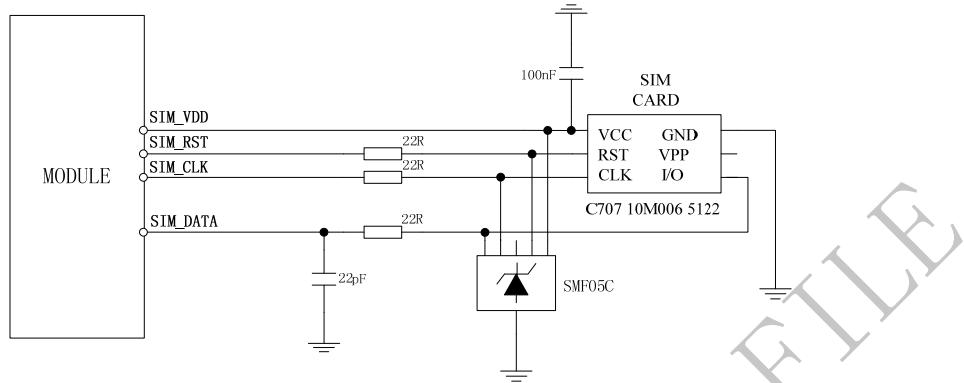 100nF
SIM
CARD
SIM_VDD
SIM_RST
22R
SIM_CLK
22R
MODULE
VCC GND
RST VPP
CLK I/O
C707 10M006 5122
SIM_DATA
22R
22pF
SMF05C
FILE